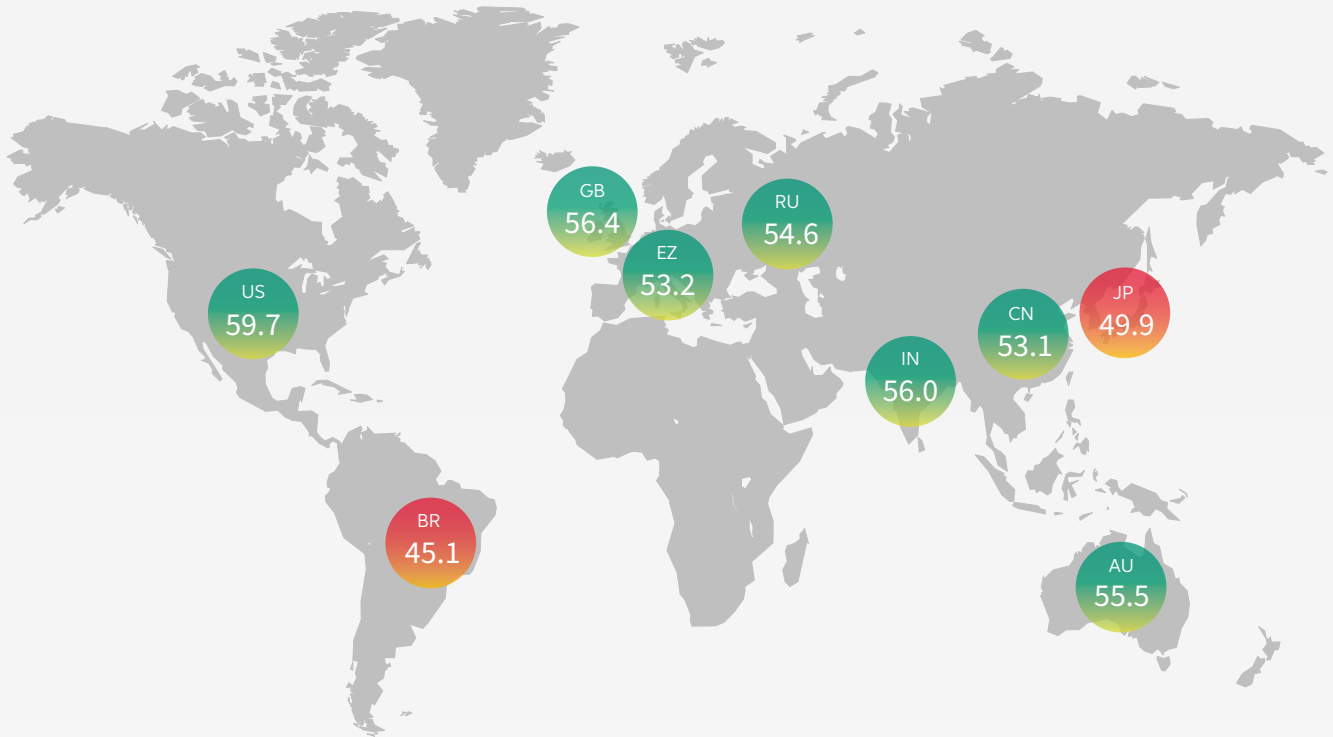 GB
56.4
RU
54.6
EZ
53.2
US
59.7
JP
49.9
CN
53.1
IN
56.0
BR
45.1
AU
55.5